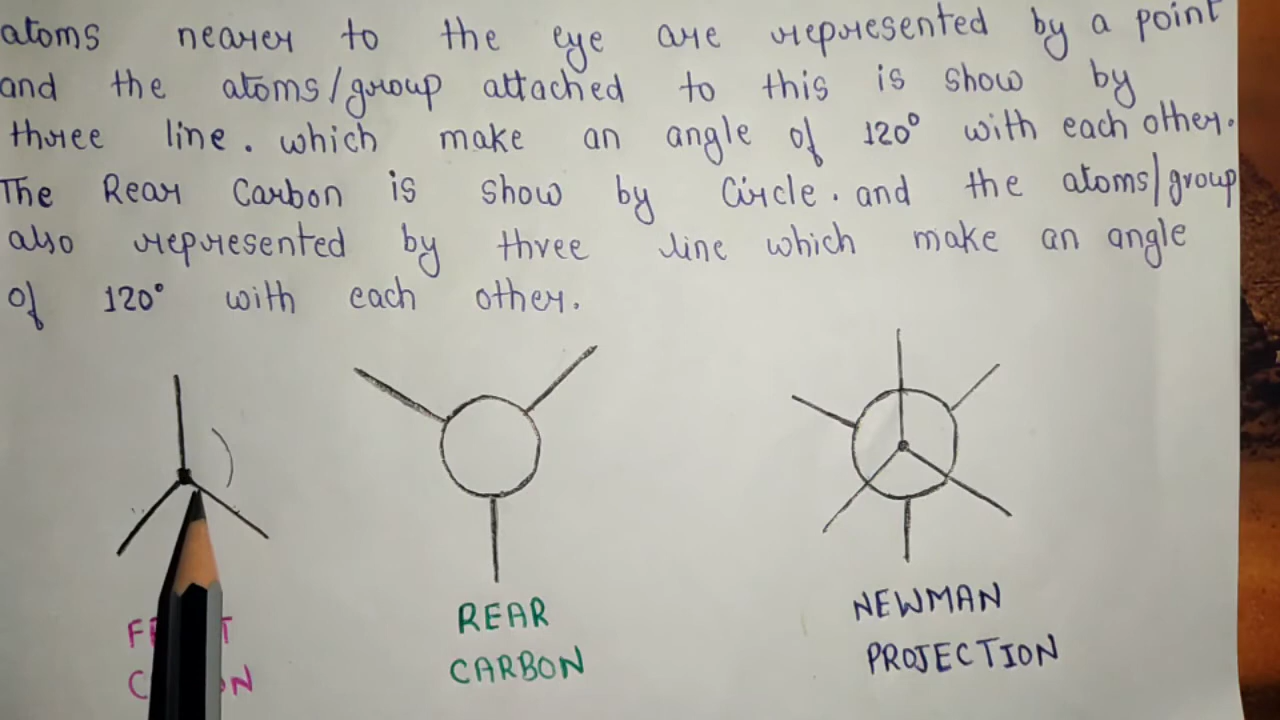 atoms nearer to the eye are represented by a point
and the atoms/group attached to this is show by
three line. which make an angle of 120° with each other.
The Rear Carbon is show by Circle. and the atoms/group
also represented by three line which make an angle
of 120° with each other.
REAR
CARBON
NEWMAN
PROJECTION